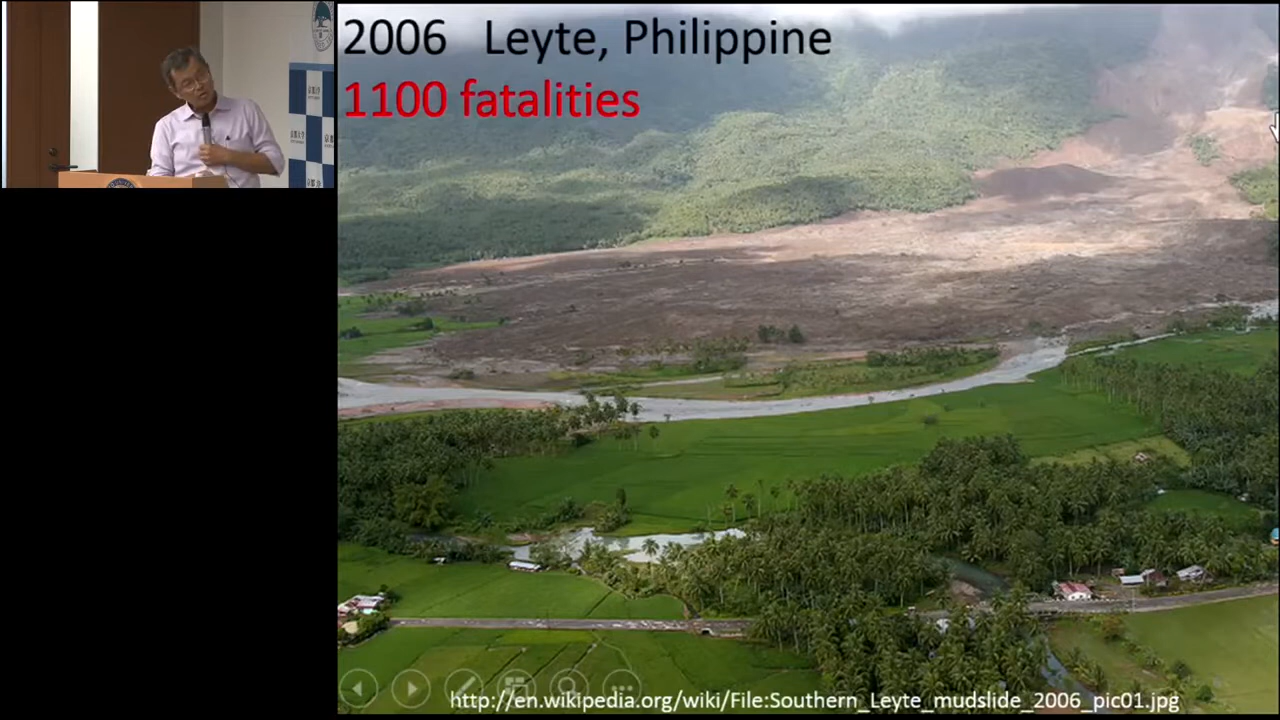 2006 Leyte, Philippine
1100 fatalities
http://en.wikipedia.org/wiki/File:Southern_Leyte_mudslide_2006_pic01.jpg